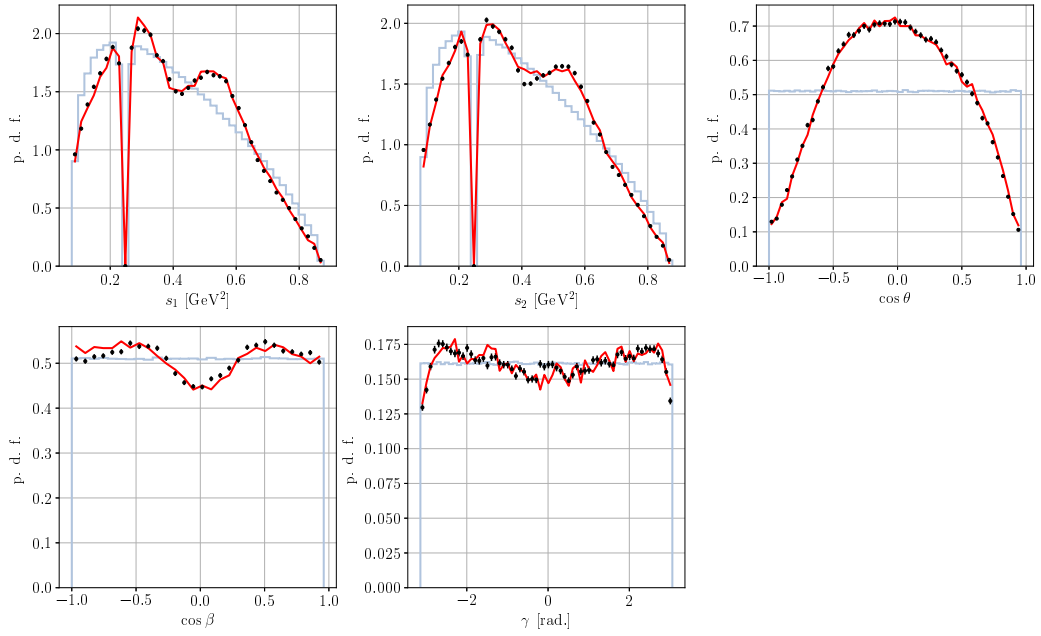 p. d. f.
2.0
1.5
1.0
0.5
0.0
0.2 0.4 0.6 0.8
s₁ [GeV²]
p. d. f.
2.0
1.5
1.0
0.5
0.0
0.2 0.4 0.6 0.8
s₂ [GeV²]
p. d. f.
0.7
0.6
0.5
0.4
0.3
0.2
0.1
0.0
−1.0 −0.5 0.0 0.5 1.0
cos θ
p. d. f.
0.5
0.4
0.3
0.2
0.1
0.0
−1.0 −0.5 0.0 0.5 1.0
cos β
p. d. f.
0.175
0.150
0.125
0.100
0.075
0.050
0.025
0.000
−2 0 2
γ [rad.]